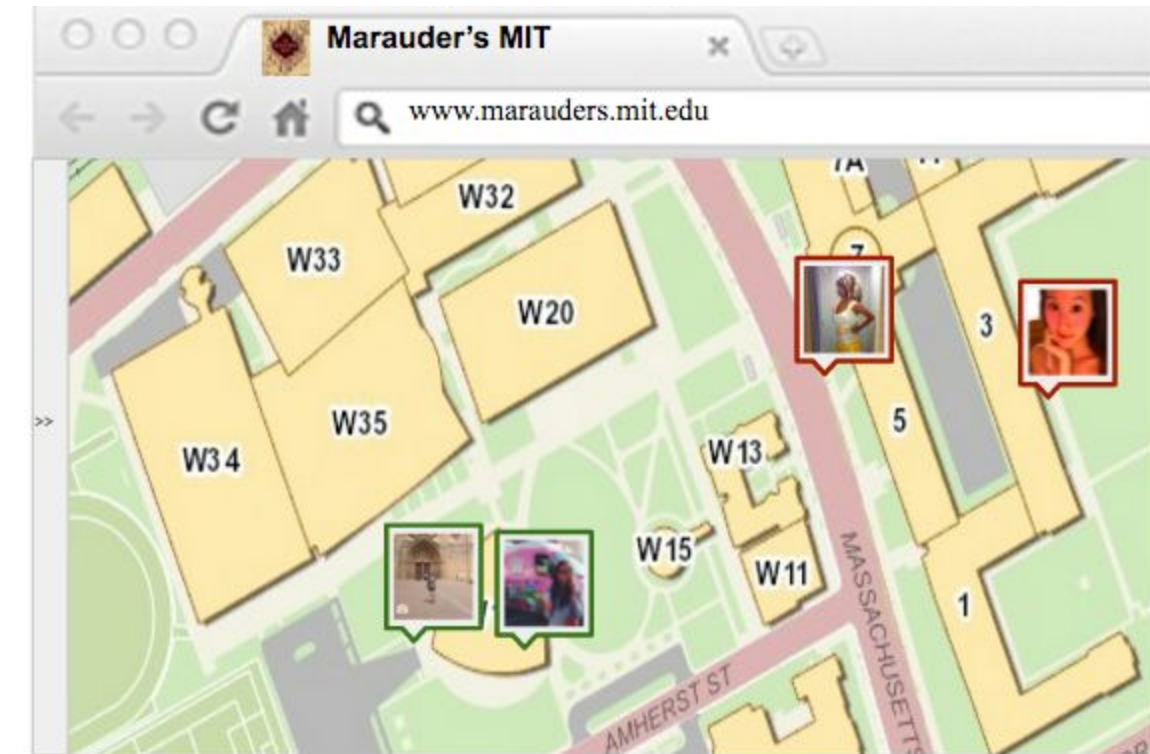 Marauder's MIT
www.marauders.mit.edu
7A
W32
W33
7
W20
3
>>
W35
5
W34
W13
W15
W11
MASSACHUSETTS
1
AMHERST ST